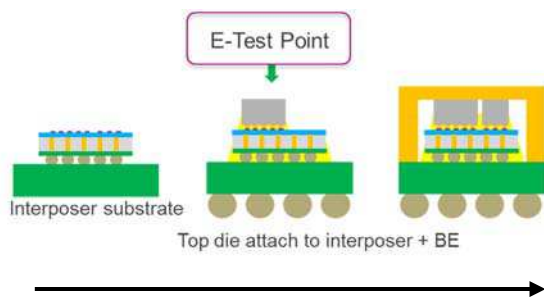 E-Test Point
Interposer substrate
Top die attach to interposer + BE